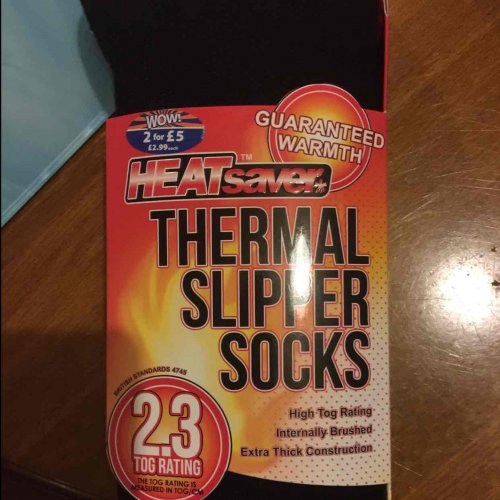 WOW!
2 for £5
£2.99 each
GUARANTEED
WARMTH
HEATsaver™
THERMAL
SLIPPER
SOCKS
BRITISH STANDARDS 4745
2.3
TOG RATING
THE TOG RATING IS
MEASURED IN TOG/CM
High Tog Rating
Internally Brushed
Extra Thick Construction